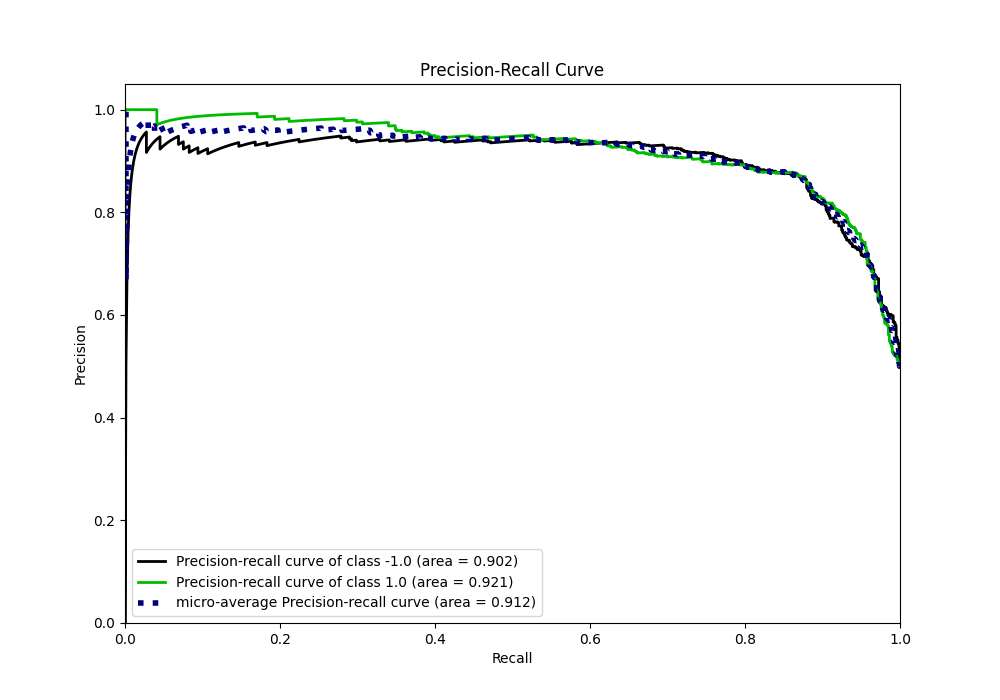 Precision-Recall Curve
1.0
0.8
0.6
0.4
0.2
0.0
Precision
Precision-recall curve of class -1.0 (area = 0.902)
Precision-recall curve of class 1.0 (area = 0.921)
micro-average Precision-recall curve (area = 0.912)
0.0 0.2 0.4 0.6 0.8 1.0
Recall